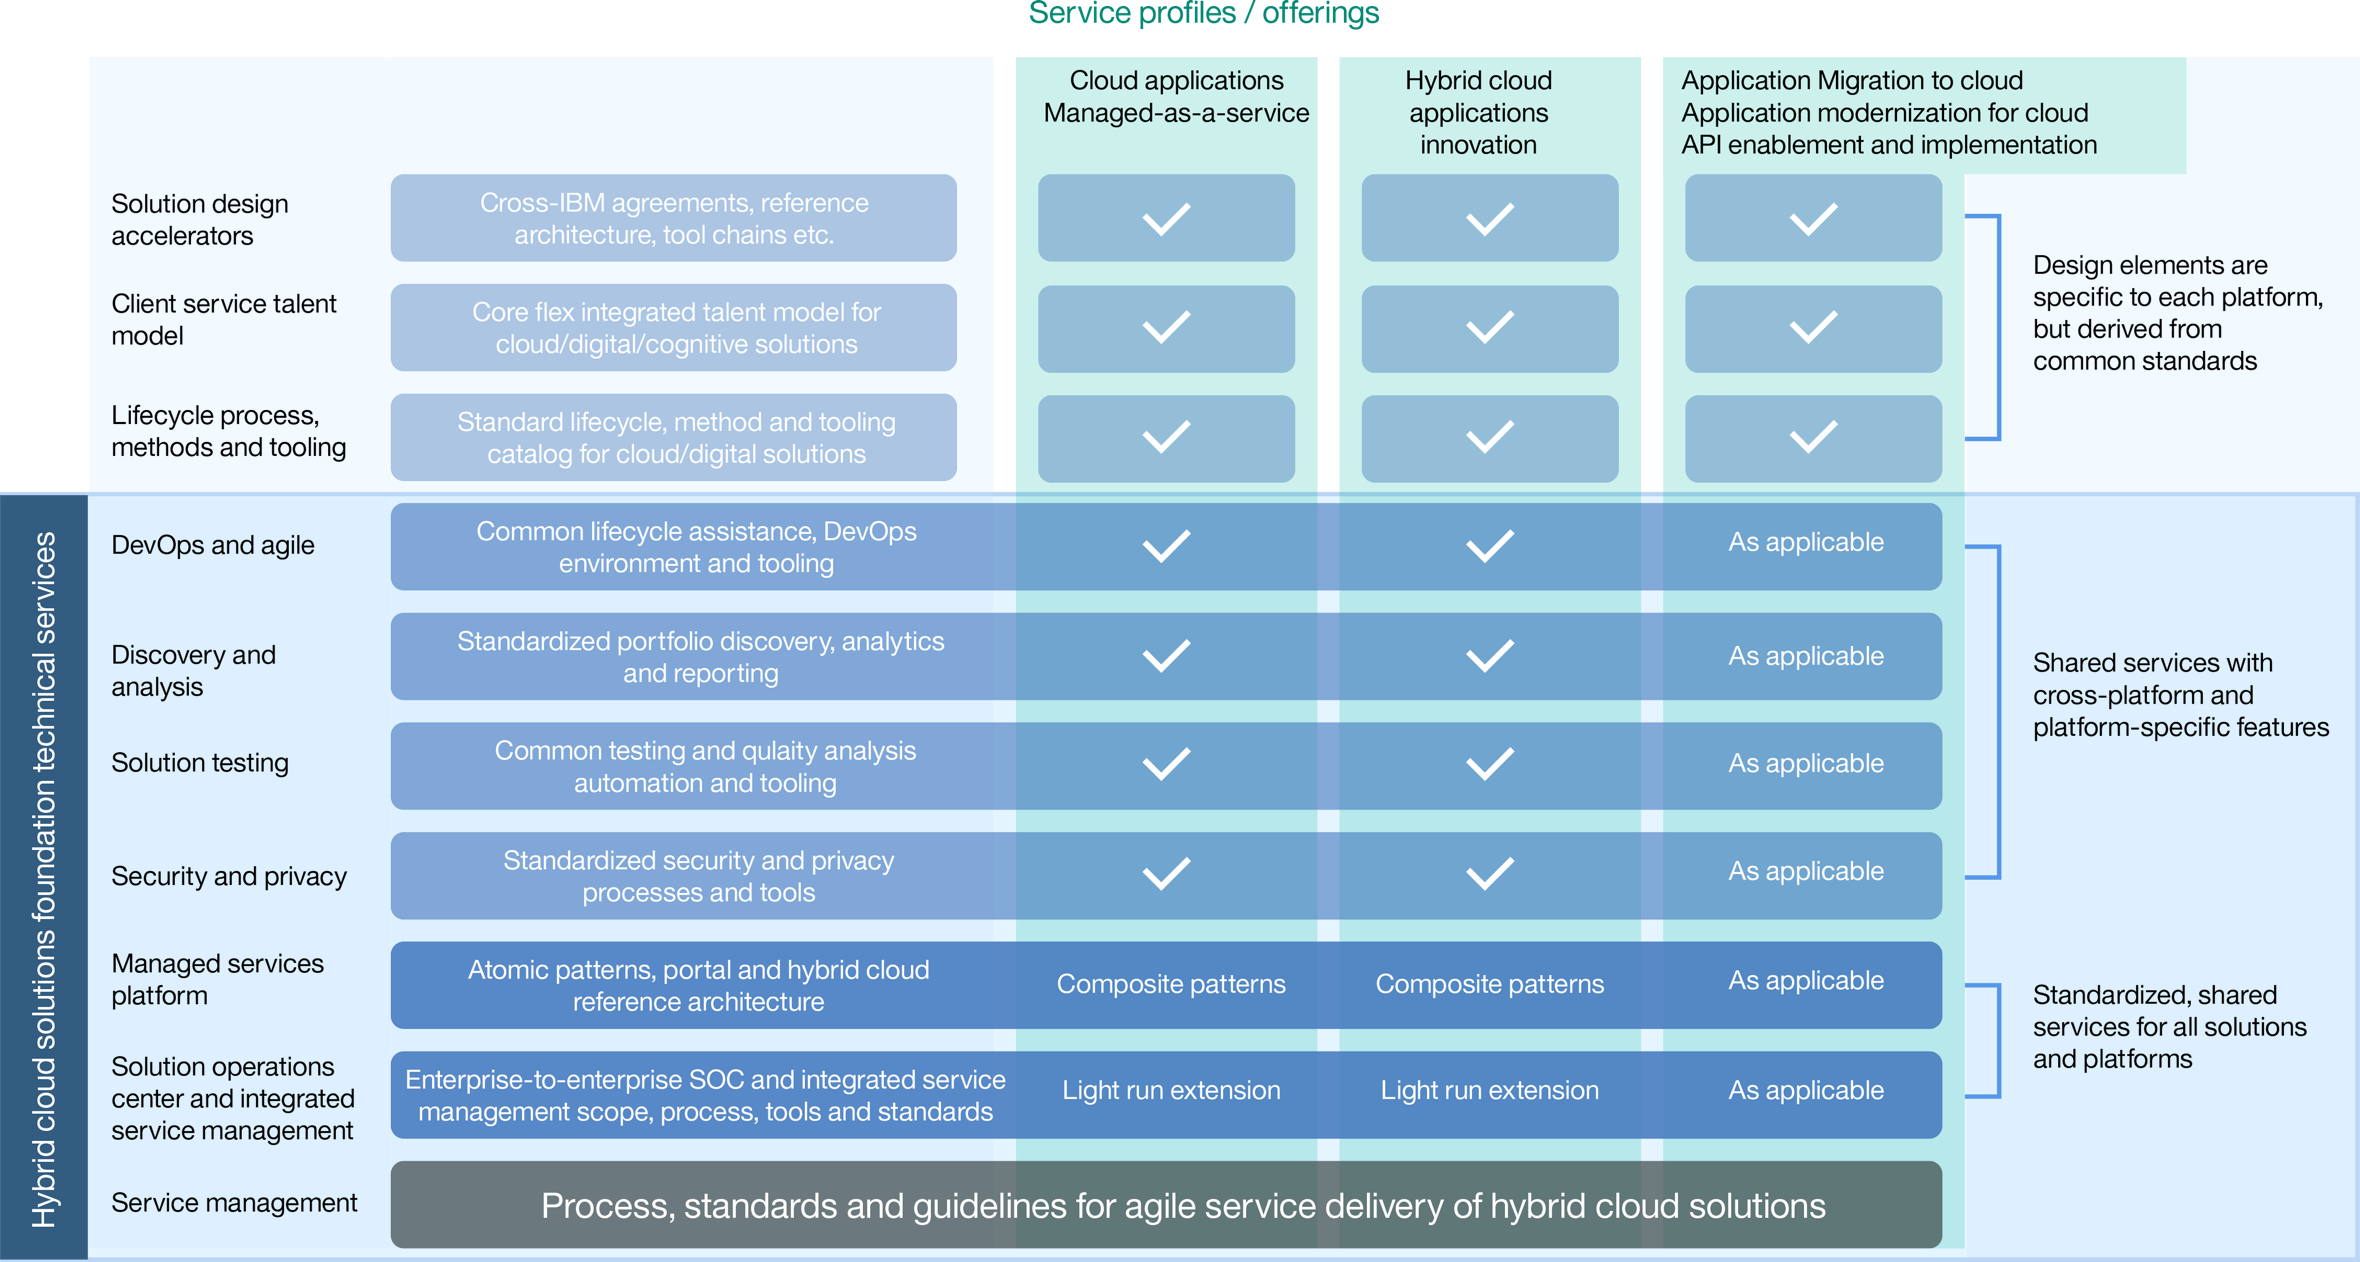 Service profiles / offerings
Cloud applications
Managed-as-a-service
Hybrid cloud
applications
innovation
Application Migration to cloud
Application modernization for cloud
API enablement and implementation
Solution design
accelerators
Cross-IBM agreements, reference
architecture, tool chains etc.
Client service talent
model
Core flex integrated talent model for
cloud/digital/cognitive solutions
Lifecycle process,
methods and tooling
Standard lifecycle, method and tooling
catalog for cloud/digital solutions
Design elements are
specific to each platform,
but derived from
common standards
Hybrid cloud solutions foundation technical services
DevOps and agile
Common lifecycle assistance, DevOps
environment and tooling
As applicable
Discovery and
analysis
Standardized portfolio discovery, analytics
and reporting
As applicable
Solution testing
Common testing and qulaity analysis
automation and tooling
As applicable
Security and privacy
Standardized security and privacy
processes and tools
As applicable
Shared services with
cross-platform and
platform-specific features
Managed services
platform
Atomic patterns, portal and hybrid cloud
reference architecture
Composite patterns
Composite patterns
As applicable
Solution operations
center and integrated
service management
Enterprise-to-enterprise SOC and integrated service
management scope, process, tools and standards
Light run extension
Light run extension
As applicable
Standardized, shared
services for all solutions
and platforms
Service management
Process, standards and guidelines for agile service delivery of hybrid cloud solutions